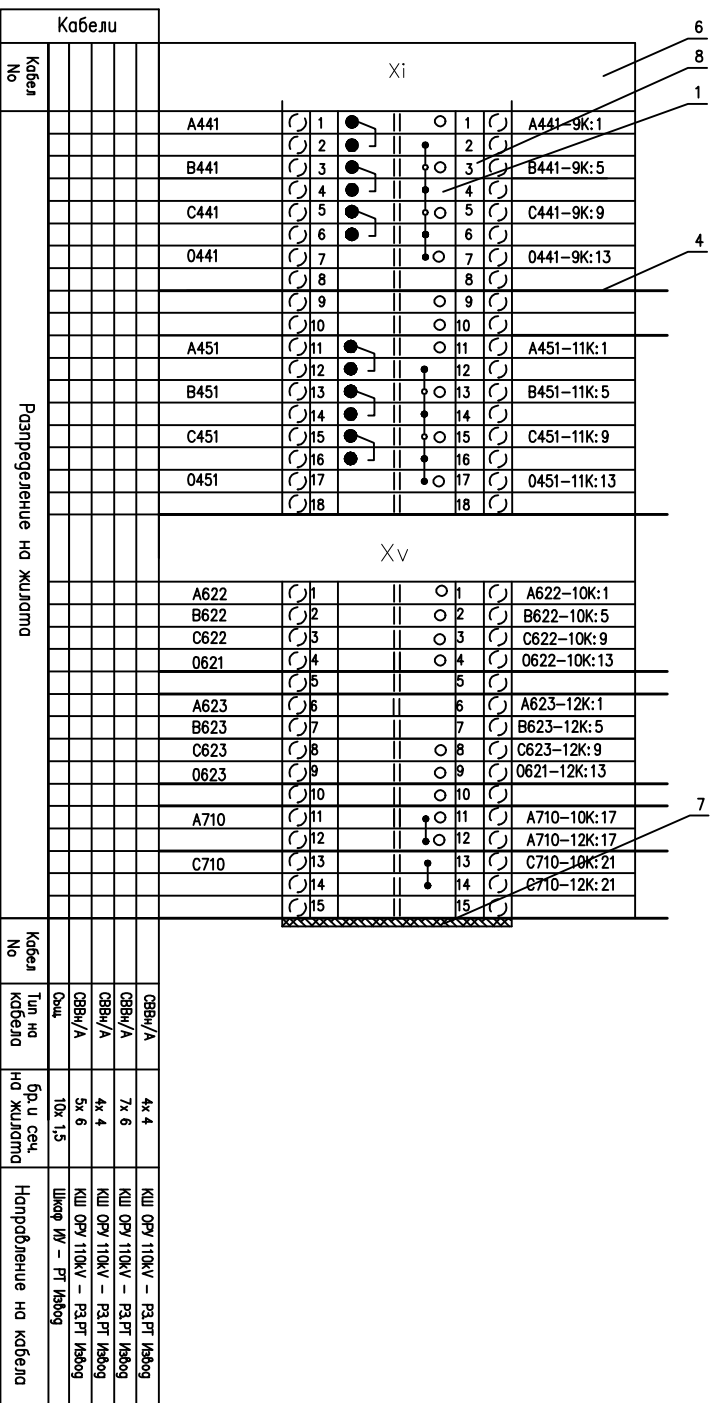 Кабели
Кабел No
Разпределение на жилата
Кабел No
Тип на кабела
бр.и сеч. на жилата
Направление на кабела
Xi
6
8
1
4
7
A441 1 1 A441-9K:1
2 2
B441 3 3 B441-9K:5
4 4
C441 5 5 C441-9K:9
6 6
0441 7 7 0441-9K:13
8 8
9 9
10 10
A451 11 11 A451-11K:1
12 12
B451 13 13 B451-11K:5
14 14
C451 15 15 C451-11K:9
16 16
0451 17 17 0451-11K:13
18 18
Xv
A622 1 1 A622-10K:1
B622 2 2 B622-10K:5
C622 3 3 C622-10K:9
0621 4 4 0622-10K:13
5 5
A623 6 6 A623-12K:1
B623 7 7 B623-12K:5
C623 8 8 C623-12K:9
0623 9 9 0621-12K:13
10 10
A710 11 11 A710-10K:17
12 12 A710-12K:17
C710 13 13 C710-10K:21
14 14 C710-12K:21
15 15
СВВн/А 4x 4 КШ ОРУ 110kV - РЗ.РТ Извод
СВВн/А 7x 6 КШ ОРУ 110kV - РЗ.РТ Извод
СВВн/А 4x 4 КШ ОРУ 110kV - РЗ.РТ Извод
СВВн/А 5x 6 КШ ОРУ 110kV - РЗ.РТ Извод
Същ 10x 1,5 Шкаф ИУ - РТ Извод